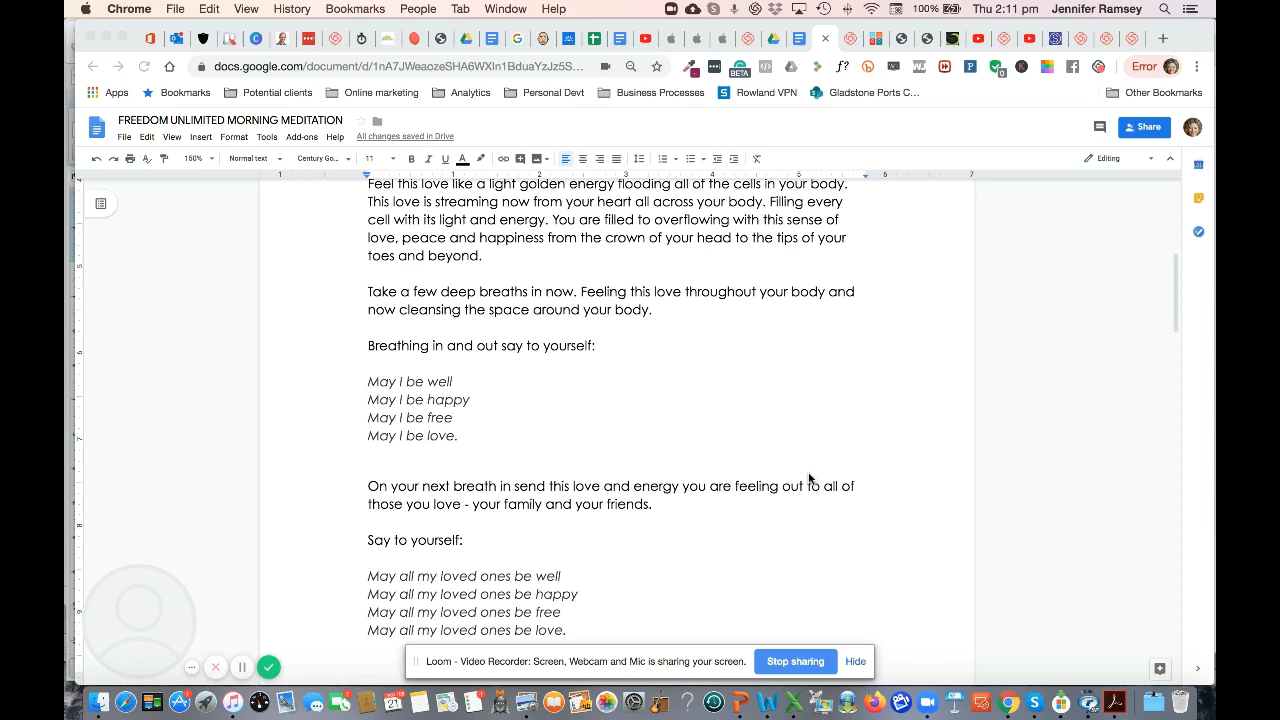 Chrome File Edit View History Bookmarks People Tab Window Help 100% Thu 2:11 pm Jennifer Ramsey
docs.google.com/document/d/1nA7JWeaozeSHA6WXln1BduaYzJz5S... BETA Error
Apps Bookmarks Potential clients Online marketing Analytics Personal Devt Business Processes Rowland VPN Gladstone Ports C... Other Bookmarks
FREEDOM UNLIMITED MORNING MEDITATION
File Edit View Insert Format Tools Add-ons Help All changes saved in Drive
Share
150% Normal text Century Go... 11 Editing
1 1 2 3 4 5 6 7
Feel this love like a light golden energy flooding all of the cells in your body.
This love is streaming now from your heart all across your body. Filling every
cell with its light and energy. You are filled to overflowing with this sense of
love, peace and happiness from the crown of your head to the tips of your
toes and beyond.
Take a few deep breaths in now. Feeling this love throughout your body and
now cleansing the space around your body.
Breathing in and out say to yourself:
May I be well
May I be happy
May I be free
May I be love.
On your next breath in send this love and energy you are feeling out to all of
those you love - your family and your friends.
Say to yourself:
May all my loved ones be well
May all my loved ones be happy
May all my loved ones be free
May all my loved ones be love.
Loom - Video Recorder: Screen, Webcam and Mic is sharing your screen. Stop sharing Hide